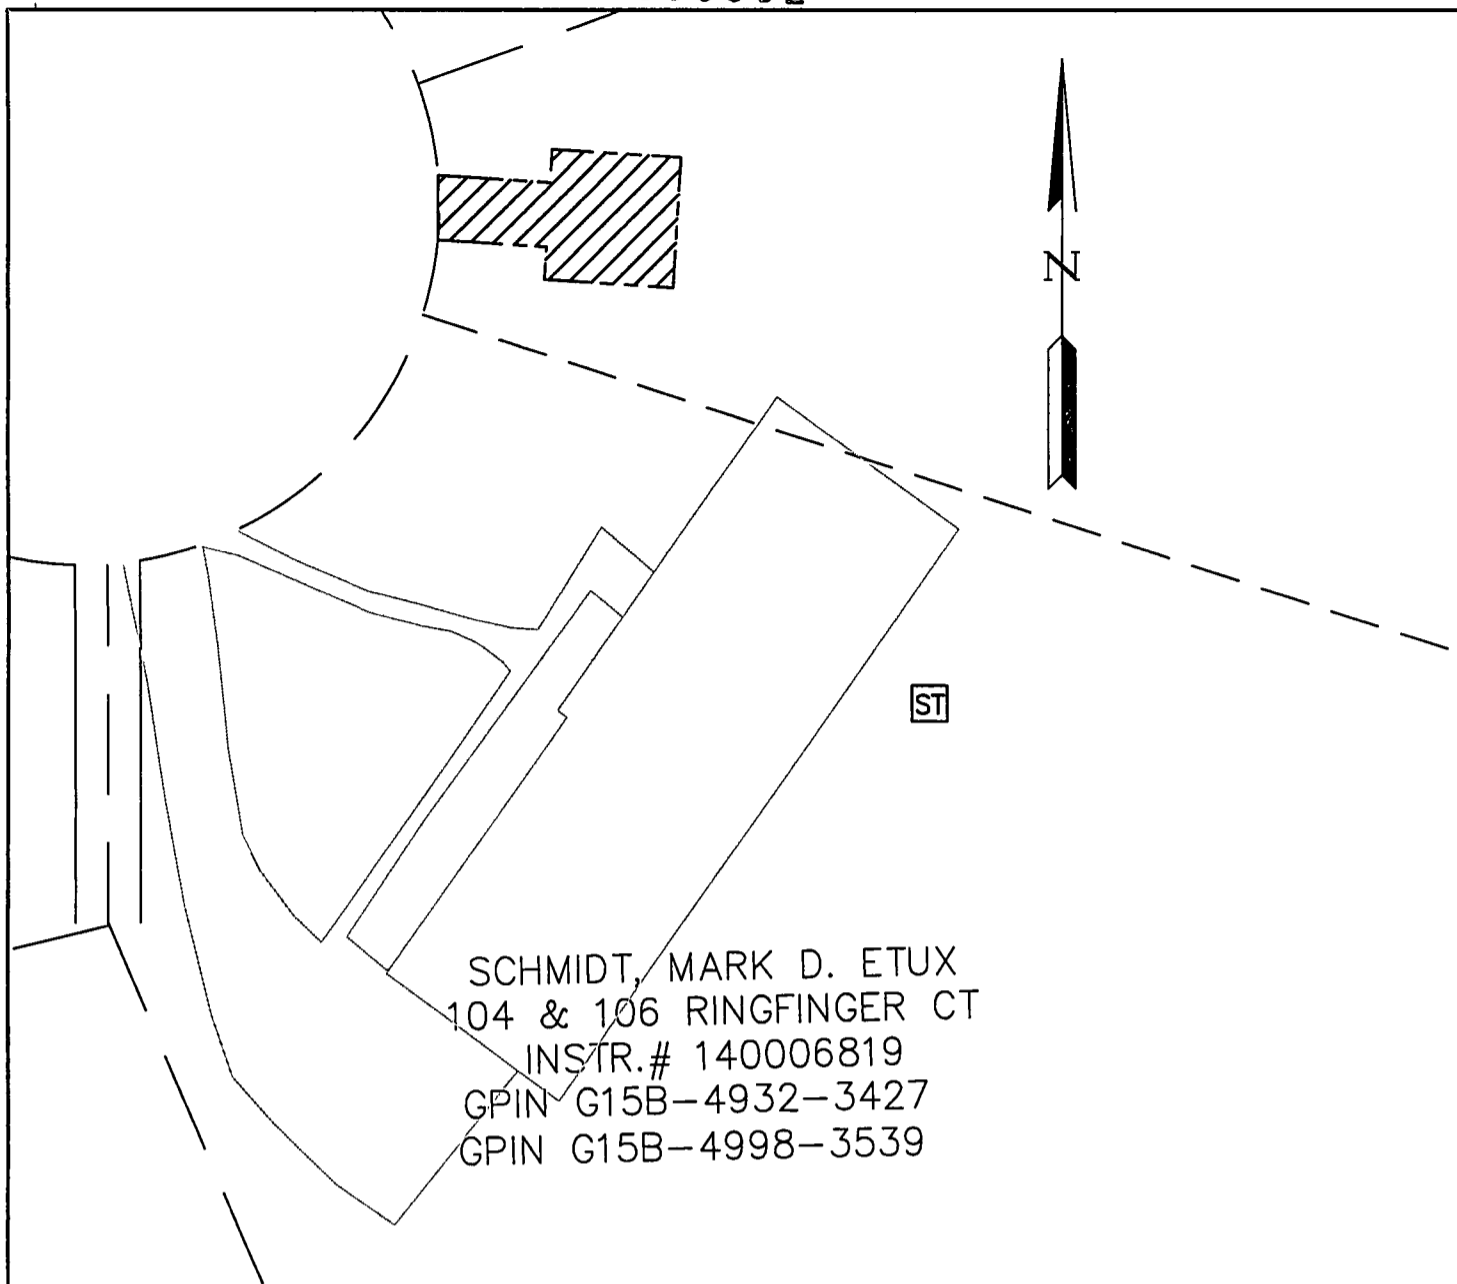 N
ST
SCHMIDT, MARK D. ETUX
104 & 106 RINGFINGER CT
INSTR.# 140006819
GPIN G15B-4932-3427
GPIN G15B-4998-3539